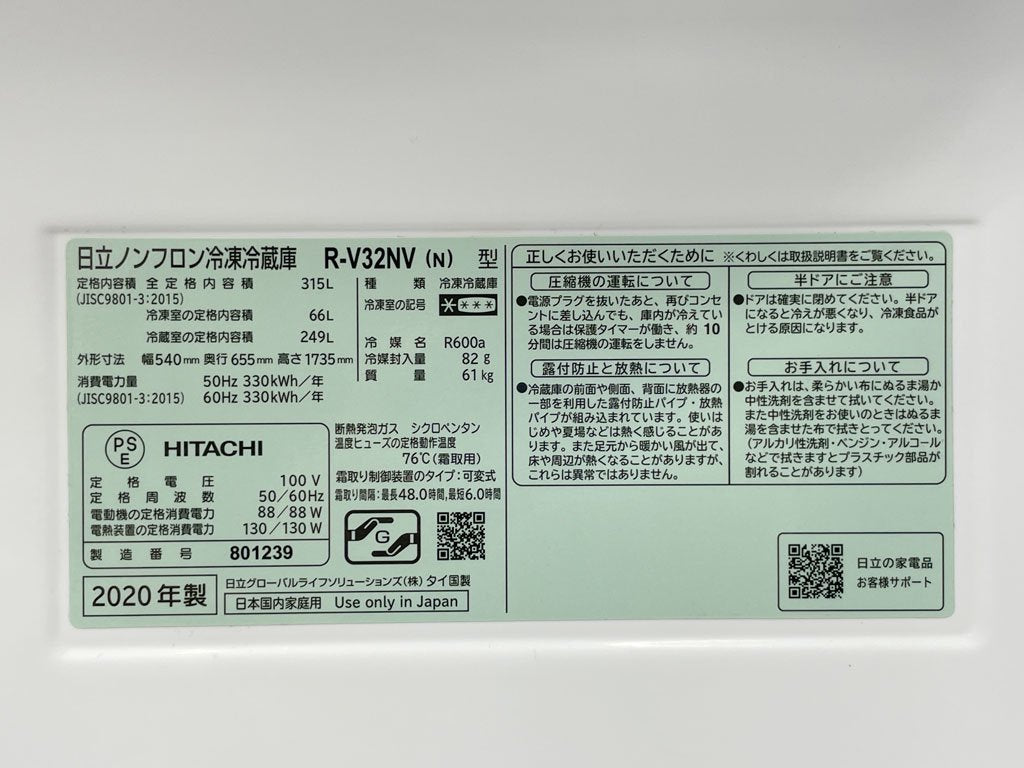 日立ノンフロン冷凍冷蔵庫 R-V32NV (N) 型
定格内容積 全定格内容積 315L
(JISC9801-3:2015)
冷凍室の定格内容積 66L
冷蔵室の定格内容積 249L
外形寸法 幅540mm 奥行655mm 高さ1735mm
消費電力量 50Hz 330kWh/年
(JISC9801-3:2015) 60Hz 330kWh/年
種類 冷凍冷蔵庫
冷凍室の記号 ****
冷媒名 R600a
冷媒封入量 82g
質量 61kg
PSE HITACHI
定格電圧 100V
定格周波数 50/60Hz
電動機の定格消費電力 88/88W
電熱装置の定格消費電力 130/130W
製造番号 801239
断熱発泡ガス シクロペンタン
温度ヒューズの定格動作温度
76℃(霜取用)
霜取り制御装置のタイプ:可変式
霜取り間隔:最長48.0時間,最短6.0時間
G
2020年製
日立グローバルライフソリューションズ(株) タイ国製
日本国内家庭用 Use only in Japan
正しくお使いいただくために ※くわしくは取扱説明書をご覧ください。
圧縮機の運転について
●電源プラグを抜いたあと、再びコンセ
ントに差し込んでも、庫内が冷えてい
る場合は保護タイマーが働き、約10
分間は圧縮機の運転をしません。
露付防止と放熱について
●冷蔵庫の前面や側面、背面に放熱器の
一部を利用した露付防止パイプ・放熱
パイプが組み込まれています。使いは
じめや夏場などは熱く感じることがあ
ります。また足元から暖かい風が出て、
床や周辺が熱くなることがありますが、
これらは異常ではありません。
半ドアにご注意
●ドアは確実に閉めてください。半ドア
になると冷えが悪くなり、冷凍食品が
とける原因になります。
お手入れについて
●お手入れは、柔らかい布にぬるま湯か
中性洗剤を含ませて拭いてください。
また中性洗剤をお使いのときはぬるま
湯を含ませた布で拭きとってください。
(アルカリ性洗剤・ベンジン・アルコール
などで拭きますとプラスチック部品が
割れることがあります)
日立の家電品
お客様サポート